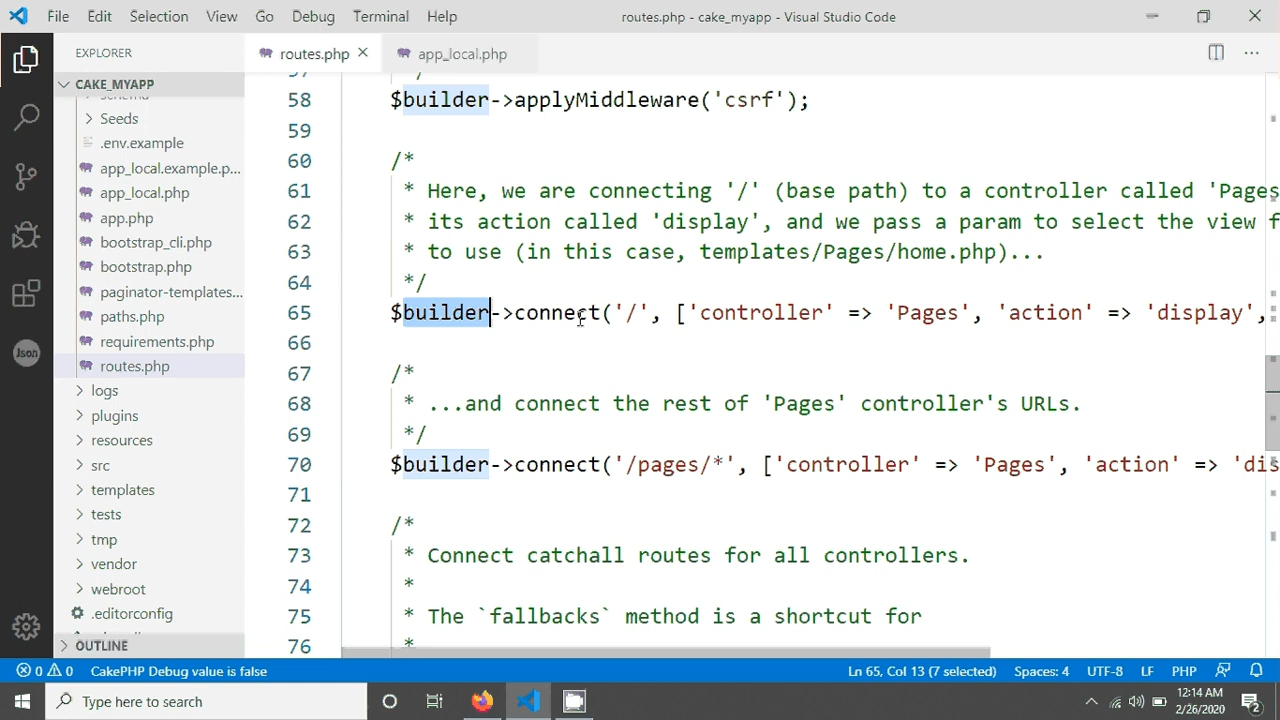 File Edit Selection View Go Debug Terminal Help routes.php - cake_myapp - Visual Studio Code
EXPLORER
routes.php
app_local.php
CAKE_MYAPP
Seeds
.env.example
app_local.example.p...
app_local.php
app.php
bootstrap_cli.php
bootstrap.php
paginator-templates...
paths.php
requirements.php
routes.php
logs
plugins
resources
src
templates
tests
tmp
vendor
webroot
.editorconfig
OUTLINE
Json
58 $builder->applyMiddleware('csrf');
59
60 /*
61 * Here, we are connecting '/' (base path) to a controller called 'Pages
62 * its action called 'display', and we pass a param to select the view f
63 * to use (in this case, templates/Pages/home.php)...
64 */
65 $builder->connect('/', ['controller' => 'Pages', 'action' => 'display',
66
67 /*
68 * ...and connect the rest of 'Pages' controller's URLs.
69 */
70 $builder->connect('/pages/*', ['controller' => 'Pages', 'action' => 'dis
71
72 /*
73 * Connect catchall routes for all controllers.
74 *
75 * The `fallbacks` method is a shortcut for
76 *
0 0 CakePHP Debug value is false Ln 65, Col 13 (7 selected) Spaces: 4 UTF-8 LF PHP
Type here to search
12:14 AM
2/26/2020
2